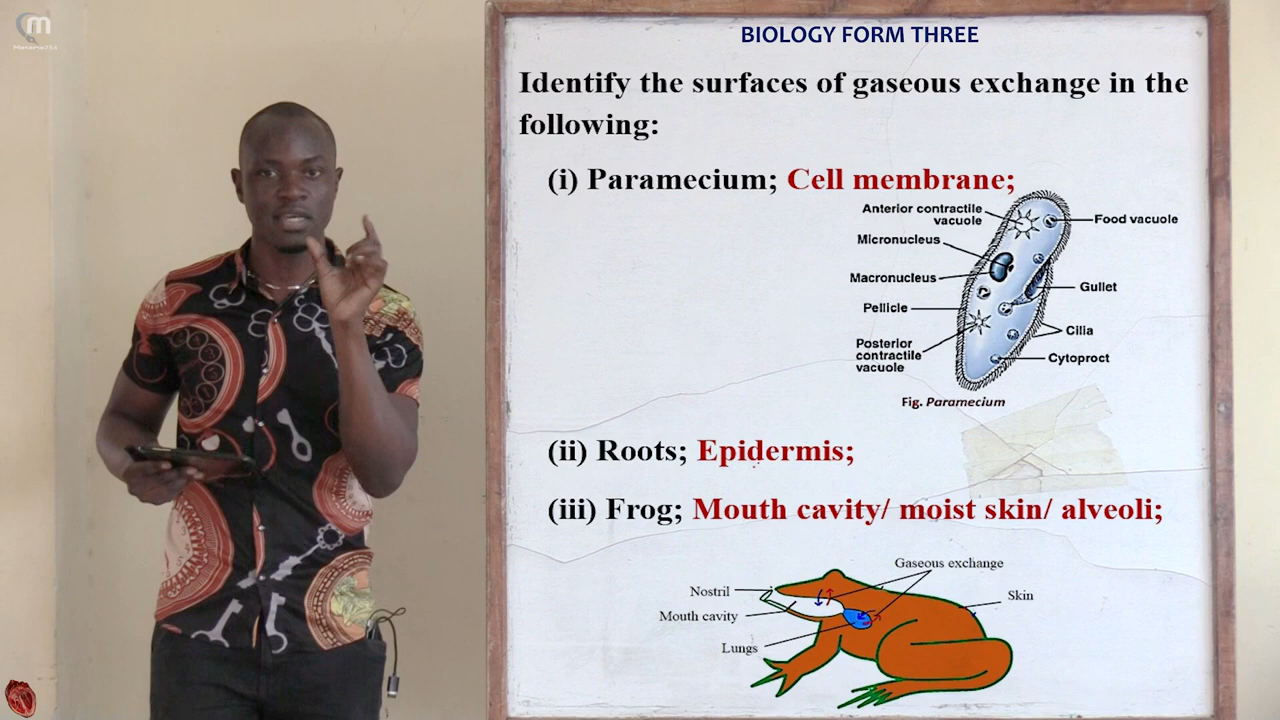 BIOLOGY FORM THREE
Identify the surfaces of gaseous exchange in the
following:
(i) Paramecium; Cell membrane;
Anterior contractile
vacuole
Food vacuole
Micronucleus
Macronucleus
Gullet
Pellicle
Cilia
Posterior
contractile
vacuole
Cytoproct
Fig. Paramecium
(ii) Roots; Epidermis;
(iii) Frog; Mouth cavity/ moist skin/ alveoli;
Gaseous exchange
Nostril
Skin
Mouth cavity
Lungs